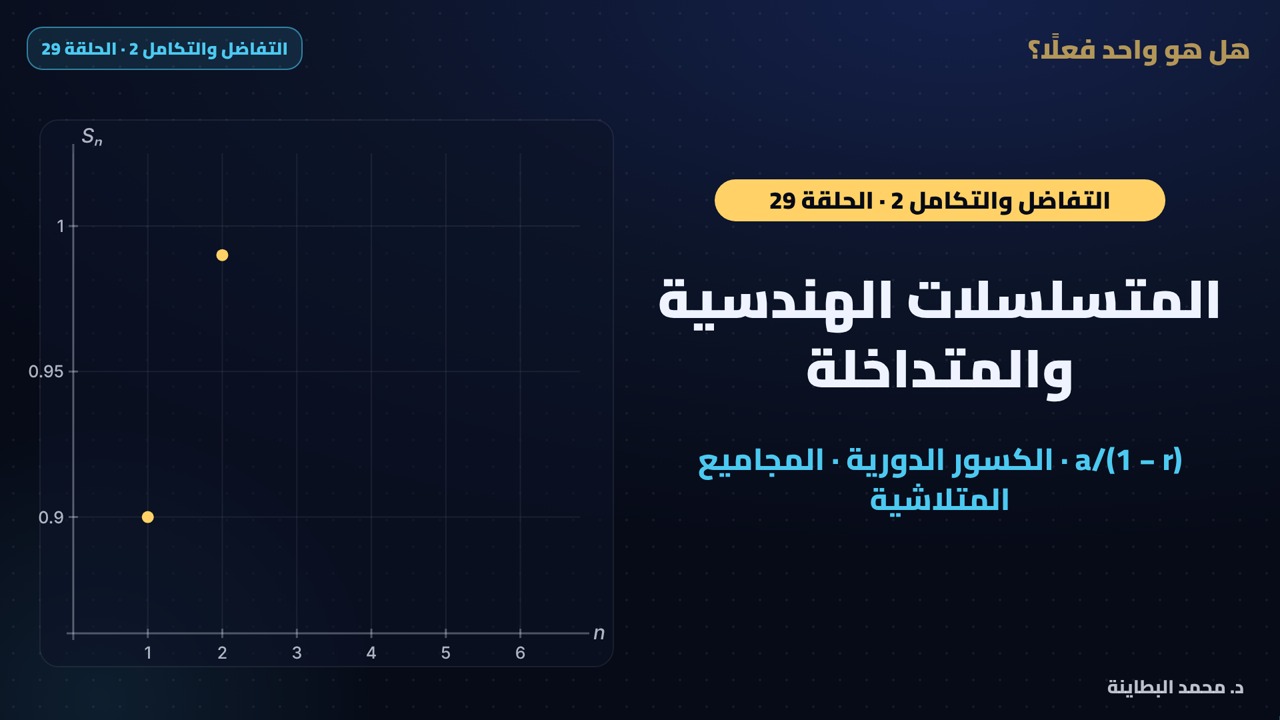 هل هو واحد فعلًا؟
التفاضل والتكامل 2 · الحلقة 29
التفاضل والتكامل 2 · الحلقة 29
المتسلسلات الهندسية
والمتداخلة
a/(1 − r) · الكسور الدورية · المجاميع
المتلاشية
Sₙ
1
0.95
0.9
1 2 3 4 5 6
n
د. محمد البطاينة